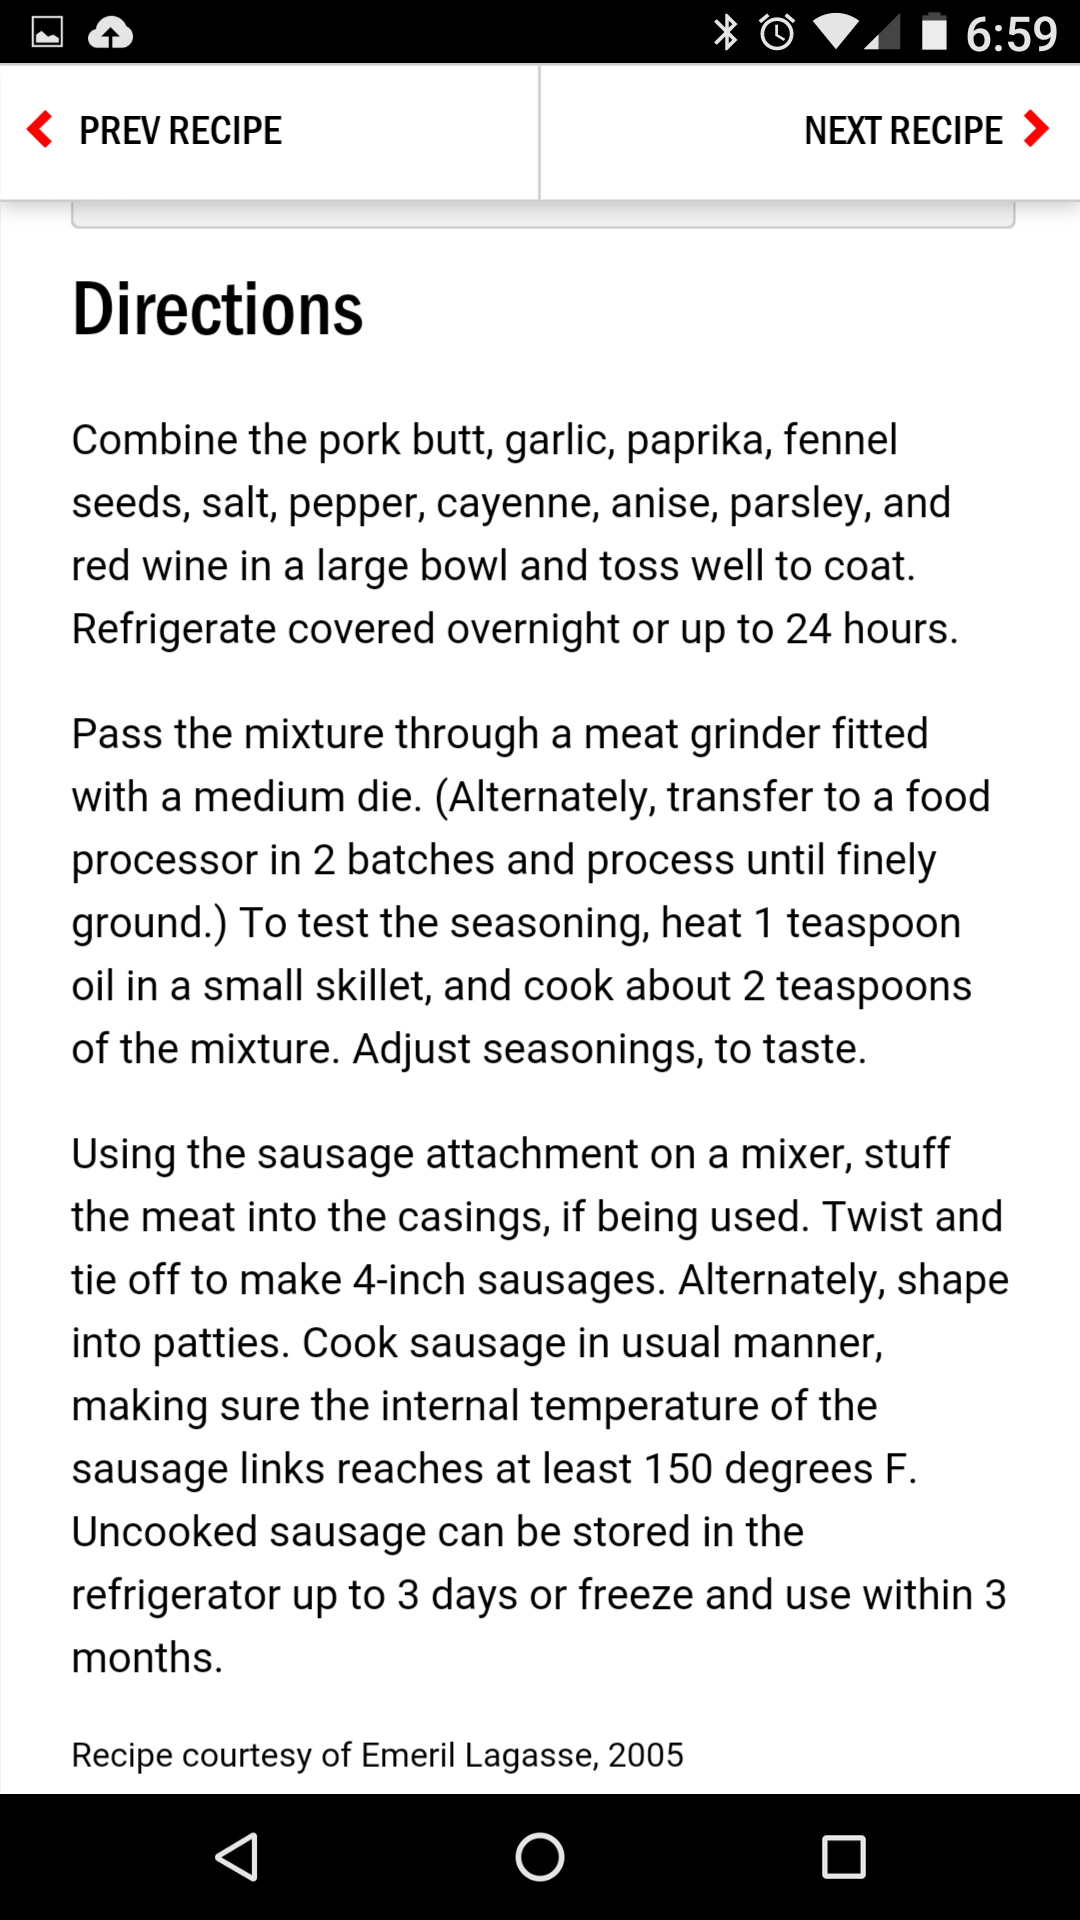 6:59
PREV RECIPE
NEXT RECIPE
Directions
Combine the pork butt, garlic, paprika, fennel
seeds, salt, pepper, cayenne, anise, parsley, and
red wine in a large bowl and toss well to coat.
Refrigerate covered overnight or up to 24 hours.
Pass the mixture through a meat grinder fitted
with a medium die. (Alternately, transfer to a food
processor in 2 batches and process until finely
ground.) To test the seasoning, heat 1 teaspoon
oil in a small skillet, and cook about 2 teaspoons
of the mixture. Adjust seasonings, to taste.
Using the sausage attachment on a mixer, stuff
the meat into the casings, if being used. Twist and
tie off to make 4-inch sausages. Alternately, shape
into patties. Cook sausage in usual manner,
making sure the internal temperature of the
sausage links reaches at least 150 degrees F.
Uncooked sausage can be stored in the
refrigerator up to 3 days or freeze and use within 3
months.
Recipe courtesy of Emeril Lagasse, 2005